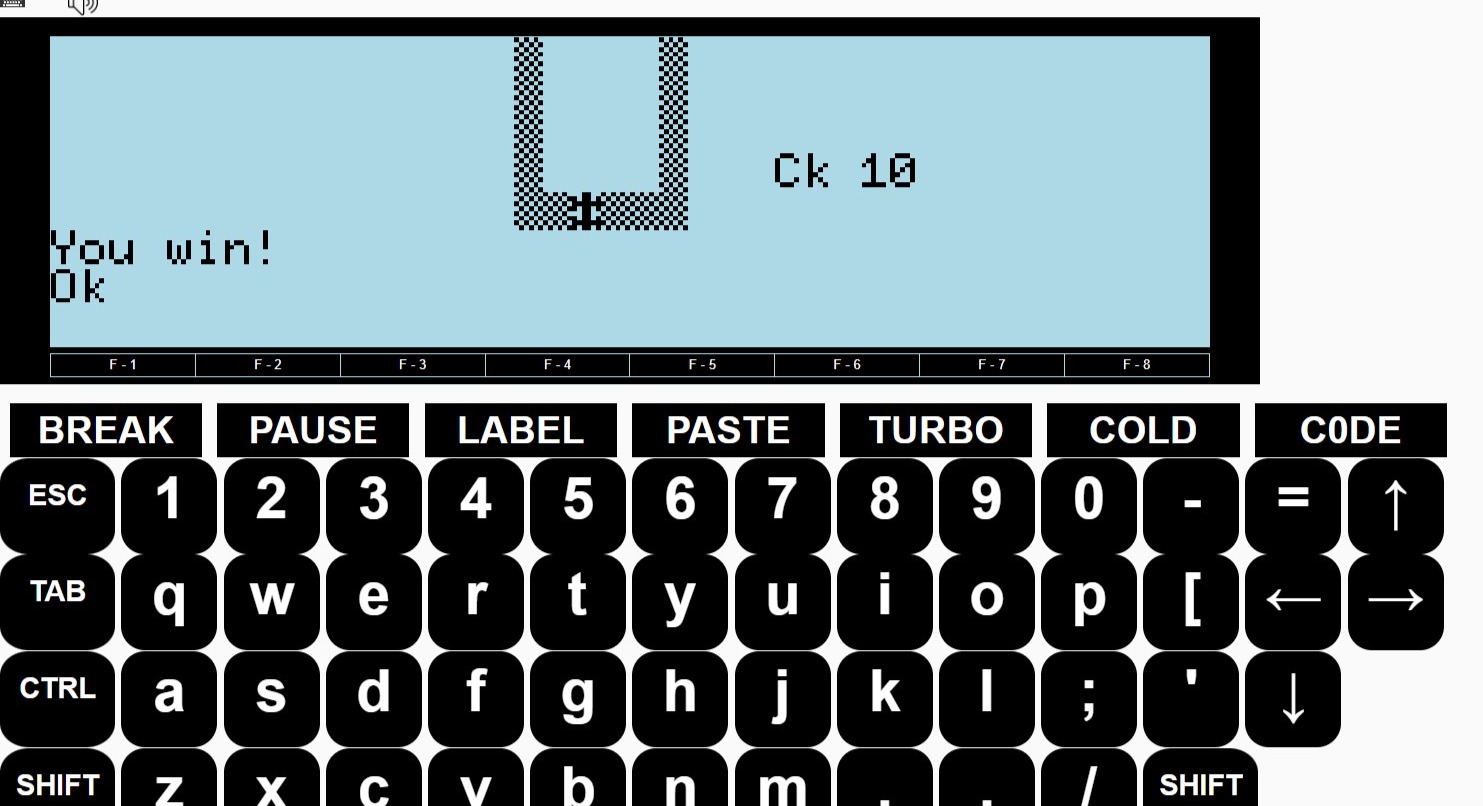 Ck 10
You win!
Ok
F-1 F-2 F-3 F-4 F-5 F-6 F-7 F-8
BREAK PAUSE LABEL PASTE TURBO COLD C0DE
ESC 1 2 3 4 5 6 7 8 9 0 - = ↑
TAB q w e r t y u i o p [ ← →
CTRL a s d f g h j k l ; ' ↓
SHIFT z x c v b n m , . / SHIFT